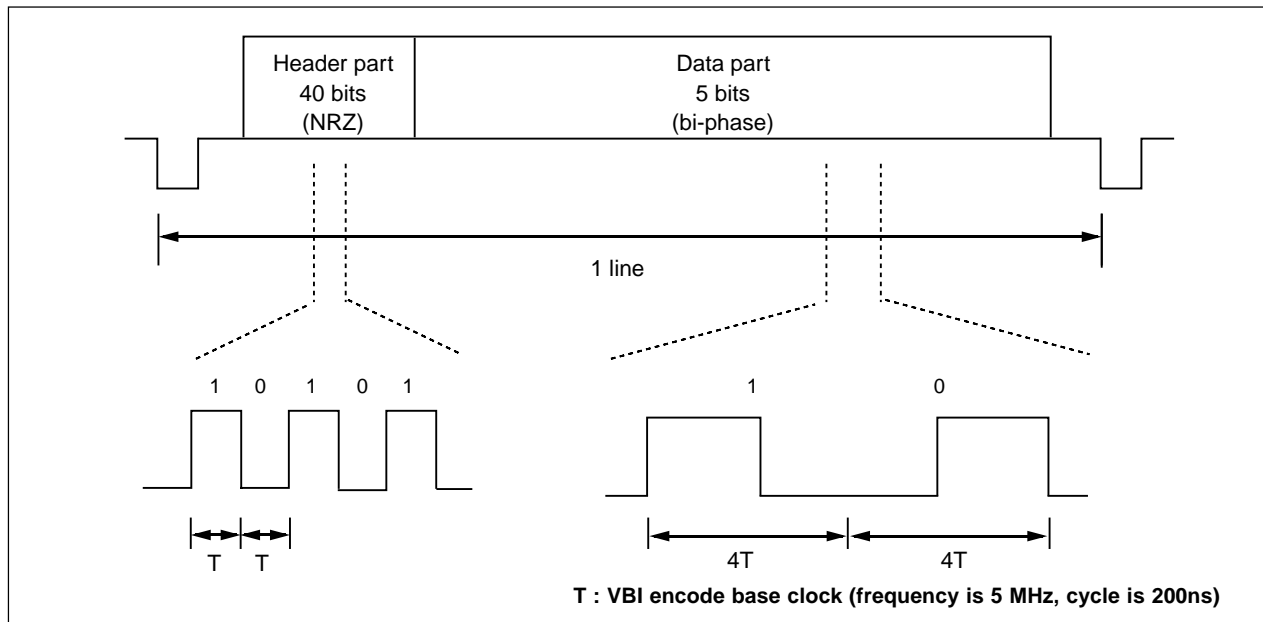 Header part
40 bits
(NRZ)
Data part
5 bits
(bi-phase)
1 line
1 0 1 0 1
1 0
T T
4T 4T
T : VBI encode base clock (frequency is 5 MHz, cycle is 200ns)